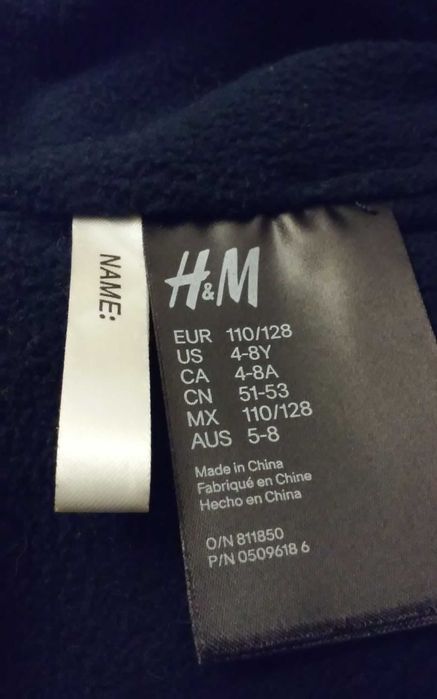 NAME:
H&M
EUR 110/128
US 4-8Y
CA 4-8A
CN 51-53
MX 110/128
AUS 5-8
Made in China
Fabriqué en Chine
Hecho en China
O/N 811850
P/N 0509618 6